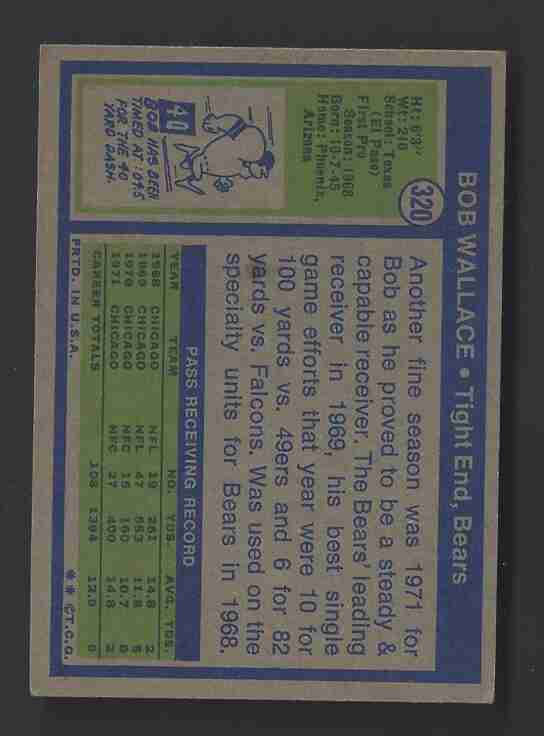 BOB WALLACE • Tight End, Bears
320
Ht: 6'3"
Wt: 210
School: Texas
(El Paso)
First Pro
Season: 1968
Born: 10-7-45
Home: Phoenix,
Arizona
40
BOB HAS BEEN
TIMED AT :04.5
FOR THE 40
YARD DASH.
Another fine season was 1971 for
Bob as he proved to be a steady &
capable receiver. The Bears' leading
receiver in 1969, his best single
game efforts that year were 10 for
100 yards vs. 49ers and 6 for 82
yards vs. Falcons. Was used on the
specialty units for Bears in 1968.
PASS RECEIVING RECORD
YEAR TEAM NO. YDS. AVG. TDS.
1968 CHICAGO NFL 19 281 14.8 2
1969 CHICAGO NFL 47 553 11.8 5
1970 CHICAGO NFC 15 160 10.7 0
1971 CHICAGO NFC 27 400 14.8 2
CAREER TOTALS 108 1394 12.9
PRTD. IN U.S.A. ** ©T.C.G.